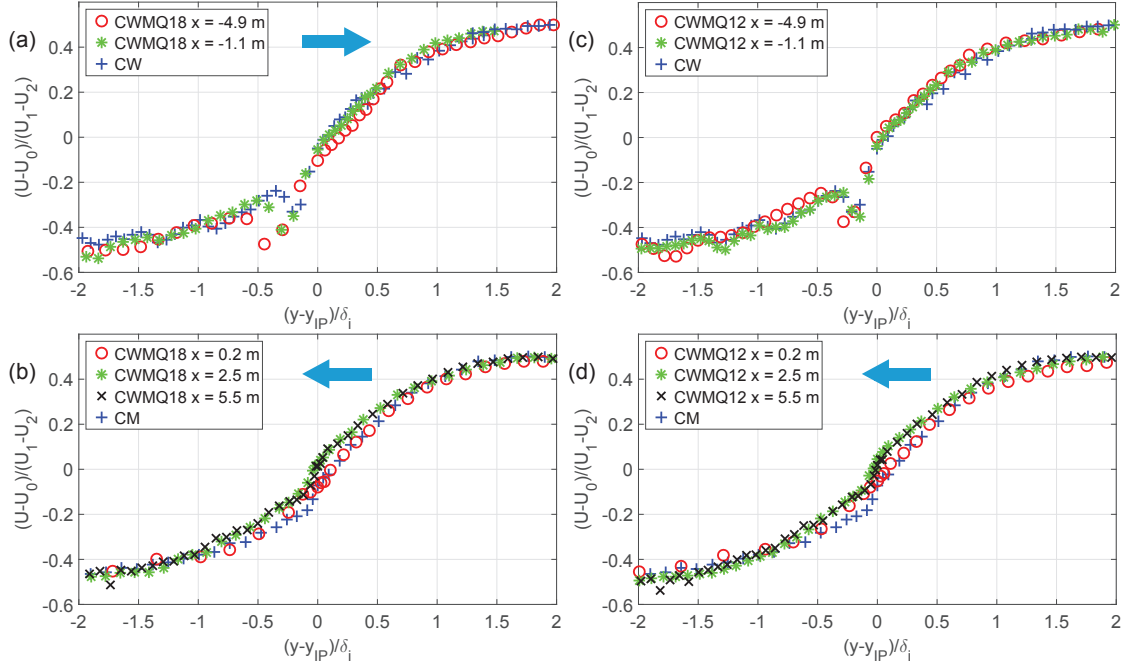 (a)
CWMQ18 x = -4.9 m
CWMQ18 x = -1.1 m
CW
(U-U0)/(U1-U2)
0.4
0.2
0
-0.2
-0.4
-0.6
-2 -1.5 -1 -0.5 0 0.5 1 1.5 2
(y-yIP)/δi
(c)
CWMQ12 x = -4.9 m
CWMQ12 x = -1.1 m
CW
(U-U0)/(U1-U2)
0.4
0.2
0
-0.2
-0.4
-0.6
-2 -1.5 -1 -0.5 0 0.5 1 1.5 2
(y-yIP)/δi
(b)
CWMQ18 x = 0.2 m
CWMQ18 x = 2.5 m
CWMQ18 x = 5.5 m
CM
(U-U0)/(U1-U2)
0.4
0.2
0
-0.2
-0.4
-0.6
-2 -1.5 -1 -0.5 0 0.5 1 1.5 2
(y-yIP)/δi
(d)
CWMQ12 x = 0.2 m
CWMQ12 x = 2.5 m
CWMQ12 x = 5.5 m
CM
(U-U0)/(U1-U2)
0.4
0.2
0
-0.2
-0.4
-0.6
-2 -1.5 -1 -0.5 0 0.5 1 1.5 2
(y-yIP)/δi